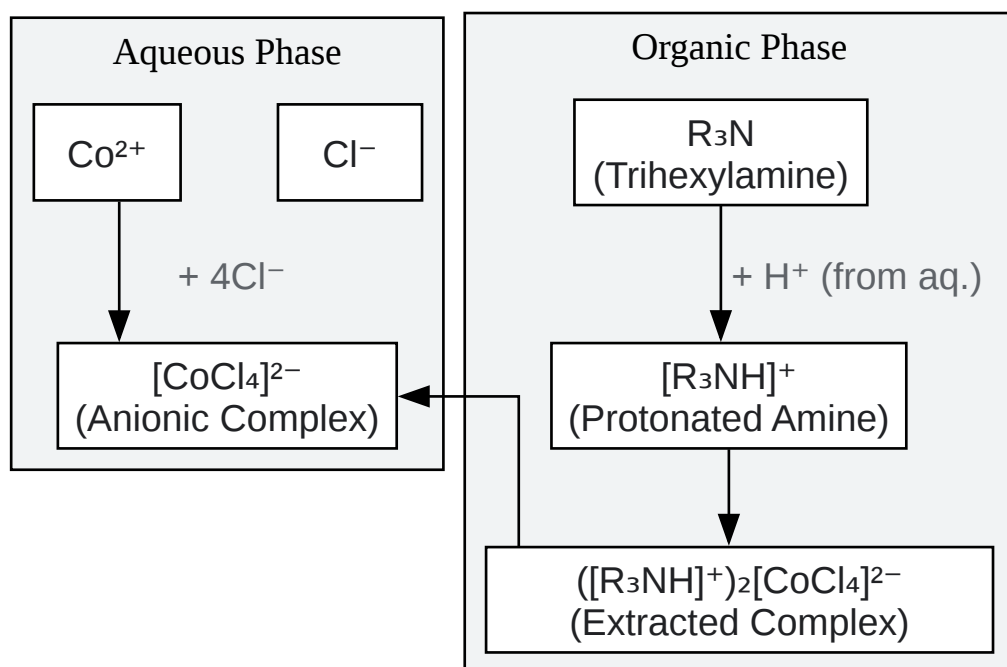 Aqueous Phase
Co²⁺
Cl⁻
+ 4Cl⁻
[CoCl₄]²⁻
(Anionic Complex)
Organic Phase
R₃N
(Trihexylamine)
+ H⁺ (from aq.)
[R₃NH]⁺
(Protonated Amine)
([R₃NH]⁺)₂[CoCl₄]²⁻
(Extracted Complex)